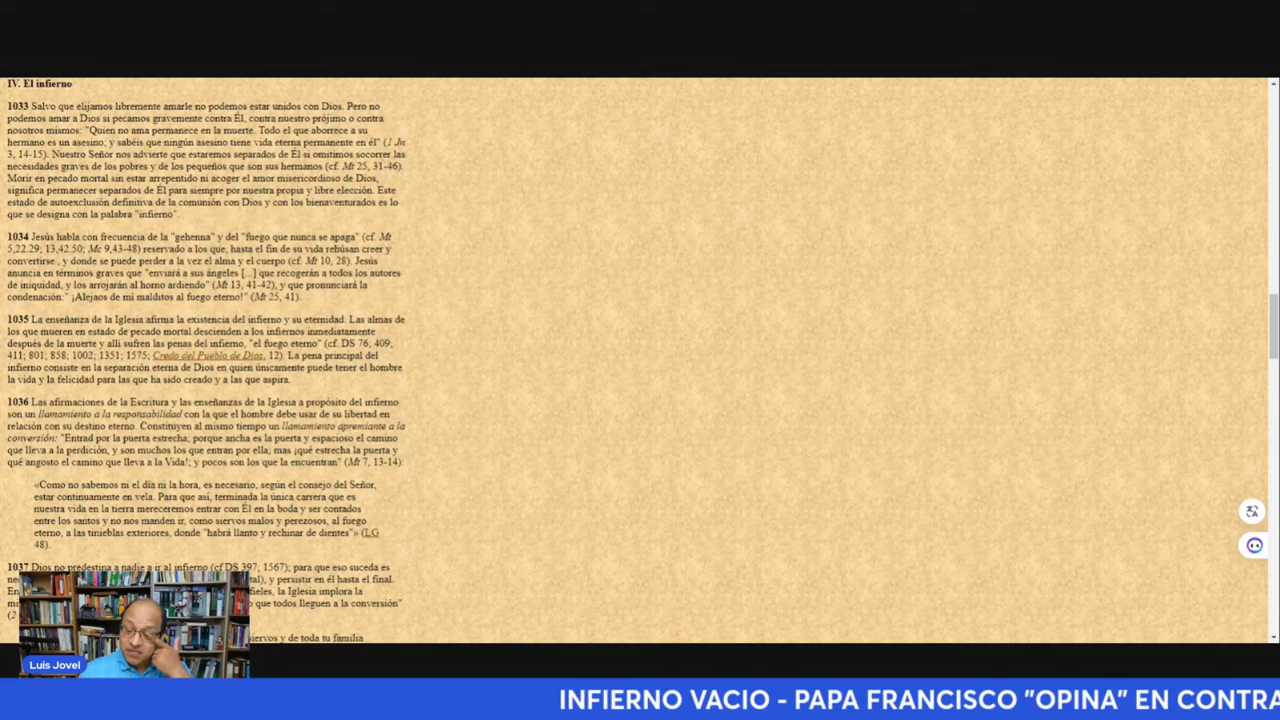 IV. El infierno
1033 Salvo que elijamos libremente amarle no podemos estar unidos con Dios. Pero no
podemos amar a Dios si pecamos gravemente contra Él, contra nuestro prójimo o contra
nosotros mismos: "Quien no ama permanece en la muerte. Todo el que aborrece a su
hermano es un asesino; y sabéis que ningún asesino tiene vida eterna permanente en él" (1 Jn
3, 14-15). Nuestro Señor nos advierte que estaremos separados de Él si omitimos socorrer las
necesidades graves de los pobres y de los pequeños que son sus hermanos (cf. Mt 25, 31-46).
Morir en pecado mortal sin estar arrepentido ni acoger el amor misericordioso de Dios,
significa permanecer separados de Él para siempre por nuestra propia y libre elección. Este
estado de autoexclusión definitiva de la comunión con Dios y con los bienaventurados es lo
que se designa con la palabra "infierno".
1034 Jesús habla con frecuencia de la "gehenna" y del "fuego que nunca se apaga" (cf. Mt
5,22.29; 13,42.50; Mc 9,43-48) reservado a los que, hasta el fin de su vida rehúsan creer y
convertirse , y donde se puede perder a la vez el alma y el cuerpo (cf. Mt 10, 28). Jesús
anuncia en términos graves que "enviará a sus ángeles [...] que recogerán a todos los autores
de iniquidad, y los arrojarán al horno ardiendo" (Mt 13, 41-42), y que pronunciará la
condenación:" ¡Alejaos de mí malditos al fuego eterno!" (Mt 25, 41).
1035 La enseñanza de la Iglesia afirma la existencia del infierno y su eternidad. Las almas de
los que mueren en estado de pecado mortal descienden a los infiernos inmediatamente
después de la muerte y allí sufren las penas del infierno, "el fuego eterno" (cf. DS 76; 409;
411; 801; 858; 1002; 1351; 1575; Credo del Pueblo de Dios, 12). La pena principal del
infierno consiste en la separación eterna de Dios en quien únicamente puede tener el hombre
la vida y la felicidad para las que ha sido creado y a las que aspira.
1036 Las afirmaciones de la Escritura y las enseñanzas de la Iglesia a propósito del infierno
son un llamamiento a la responsabilidad con la que el hombre debe usar de su libertad en
relación con su destino eterno. Constituyen al mismo tiempo un llamamiento apremiante a la
conversión: "Entrad por la puerta estrecha; porque ancha es la puerta y espacioso el camino
que lleva a la perdición, y son muchos los que entran por ella; mas ¡qué estrecha la puerta y
qué angosto el camino que lleva a la Vida!; y pocos son los que la encuentran" (Mt 7, 13-14):
«Como no sabemos ni el día ni la hora, es necesario, según el consejo del Señor,
estar continuamente en vela. Para que así, terminada la única carrera que es
nuestra vida en la tierra mereceremos entrar con Él en la boda y ser contados
entre los santos y no nos manden ir, como siervos malos y perezosos, al fuego
eterno, a las tinieblas exteriores, donde "habrá llanto y rechinar de dientes"» (LG
48).
1037 Dios no predestina a nadie a ir al infierno (cf DS 397; 1567); para que eso suceda es
tal), y persistir en él hasta el final.
fieles, la Iglesia implora la
que todos lleguen a la conversión"
(2
siervos y de toda tu familia
Luis Jovel
INFIERNO VACIO - PAPA FRANCISCO "OPINA" EN CONTRA